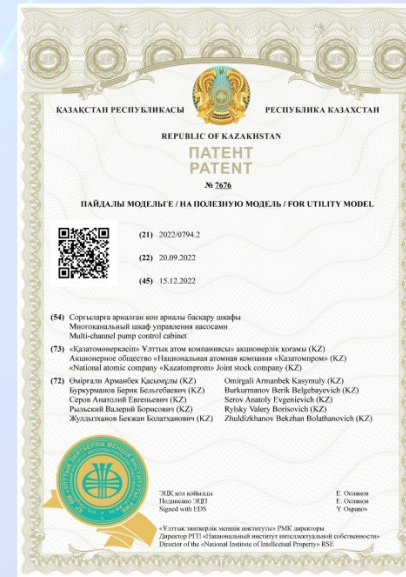 ҚАЗАҚСТАН РЕСПУБЛИКАСЫ РЕСПУБЛИКА КАЗАХСТАН
REPUBLIC OF KAZAKHSTAN
ПАТЕНТ
PATENT
№ 7676
ПАЙДАЛЫ МОДЕЛЬГЕ / НА ПОЛЕЗНУЮ МОДЕЛЬ / FOR UTILITY MODEL
(21) 2022/0794.2
(22) 20.09.2022
(45) 15.12.2022
(54) Сорғыларға арналған көп арналы басқару шкафы
Многоканальный шкаф управления насосами
Multi-channel pump control cabinet
(73) «Қазатомөнеркәсіп» Ұлттық атом компаниясы» акционерлік қоғамы (KZ)
Акционерное общество «Национальная атомная компания «Казатомпром» (KZ)
«National atomic company «Kazatomprom» Joint stock company (KZ)
(72) Өмірғали Арманбек Қасымұлы (KZ) Omirgali Armanbek Kasymuly (KZ)
Буркурманов Берик Бельгебаевич (KZ) Burkurmanov Berik Belgebayevich (KZ)
Серов Анатолий Евгеньевич (KZ) Serov Anatoly Evgenievich (KZ)
Рыльский Валерий Борисович (KZ) Rylsky Valery Borisovich (KZ)
Жулдызханов Бекжан Болатханович (KZ) Zhuldizkhanov Bekzhan Bolathanovich (KZ)
ЭЦҚ қол қойылды Е. Оспанов
Подписано ЭЦП Е. Оспанов
Signed with EDS Y. Ospanov
«Ұлттық зияткерлік меншік институты» РМК директоры
Директор РГП «Национальный институт интеллектуальной собственности»
Director of the «National Institute of Intellectual Property» RSE